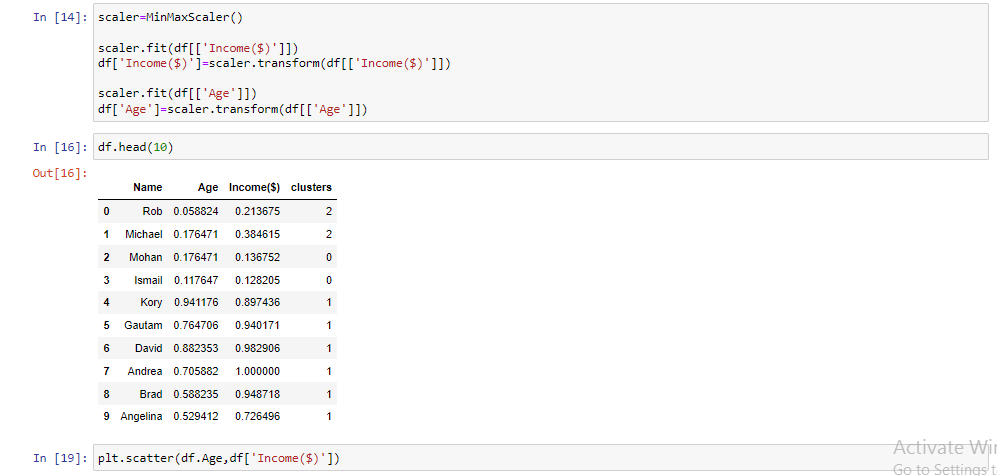 In [14]: scaler=MinMaxScaler()
scaler.fit(df[['Income($)']])
df['Income($)']=scaler.transform(df[['Income($)']])
scaler.fit(df[['Age']])
df['Age']=scaler.transform(df[['Age']])
In [16]: df.head(10)
Out[16]:
Name Age Income($) clusters
0 Rob 0.058824 0.213675 2
1 Michael 0.176471 0.384615 2
2 Mohan 0.176471 0.136752 0
3 Ismail 0.117647 0.128205 0
4 Kory 0.941176 0.897436 1
5 Gautam 0.764706 0.940171 1
6 David 0.882353 0.982906 1
7 Andrea 0.705882 1.000000 1
8 Brad 0.588235 0.948718 1
9 Angelina 0.529412 0.726496 1
In [19]: plt.scatter(df.Age,df['Income($)'])
Activate Win
Go to Settings t